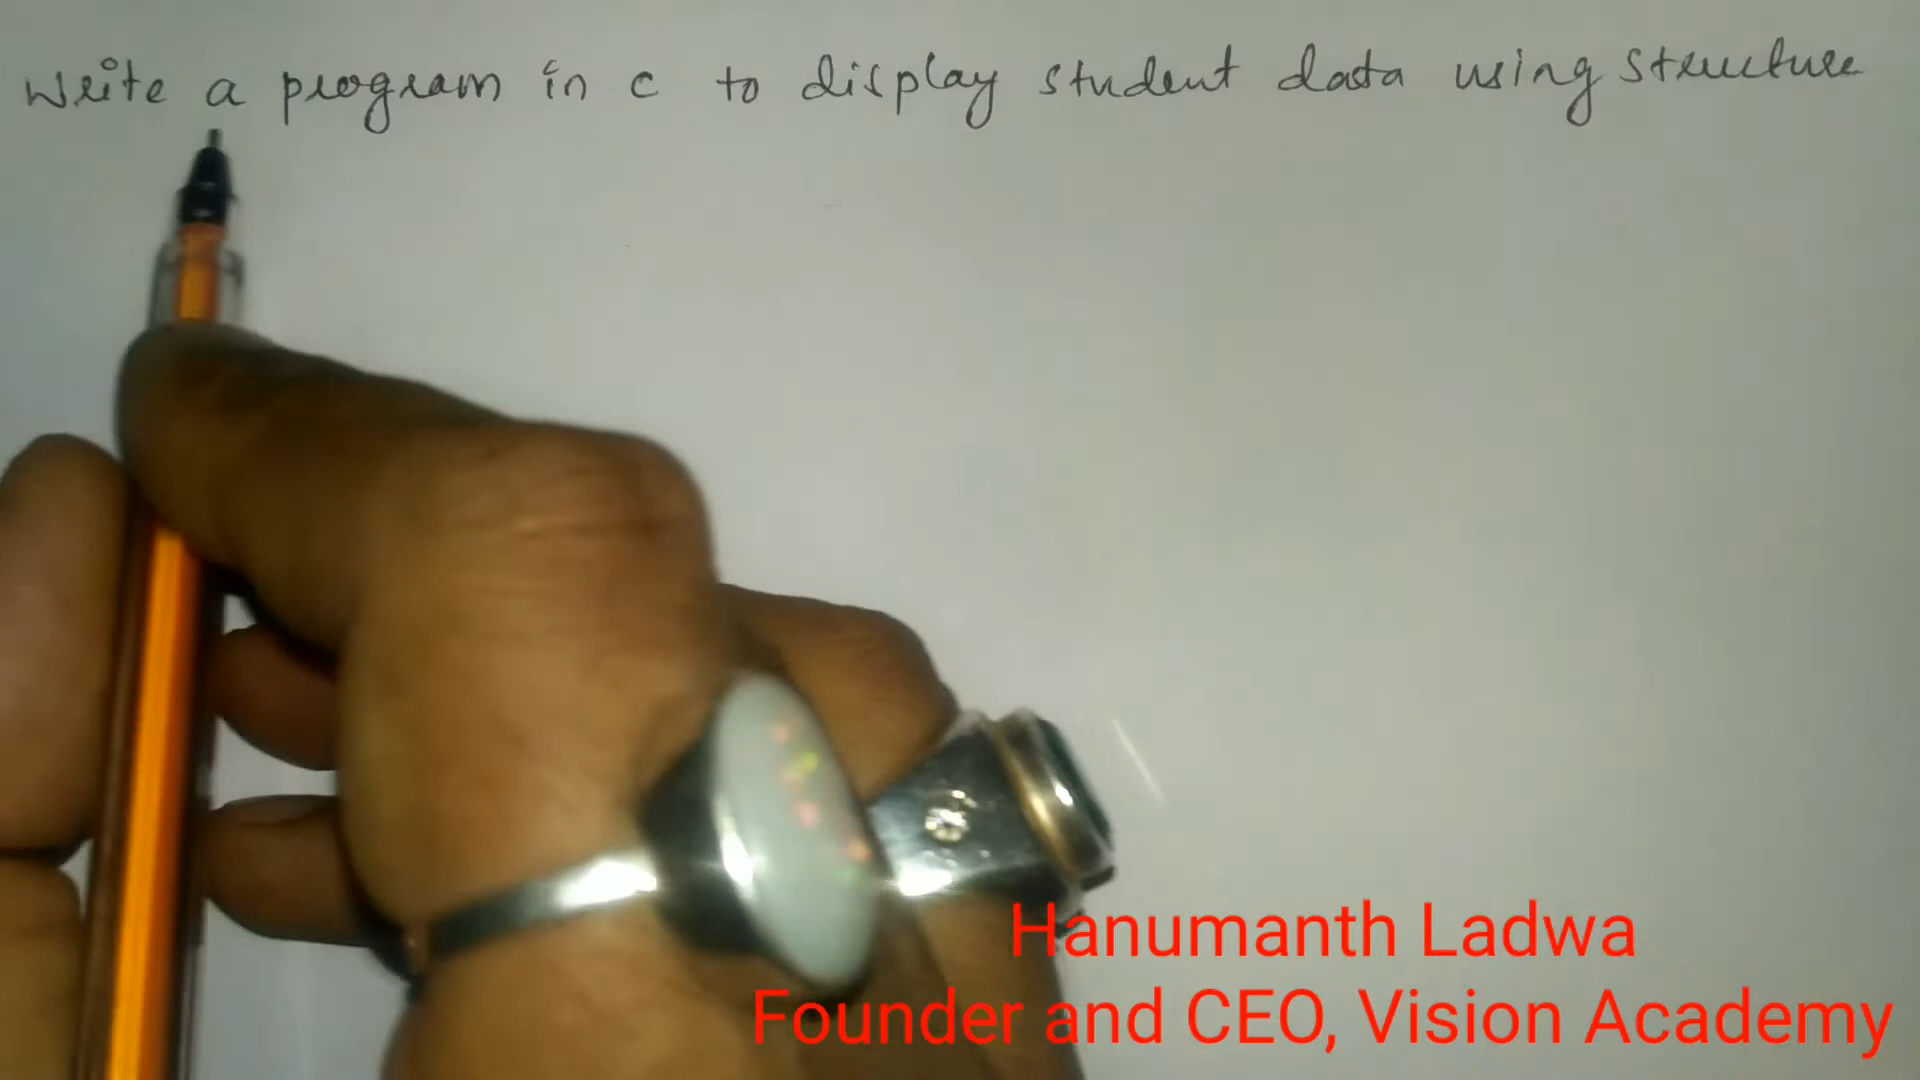 Write a program in c to display student data using structure
Hanumanth Ladwa
Founder and CEO, Vision Academy